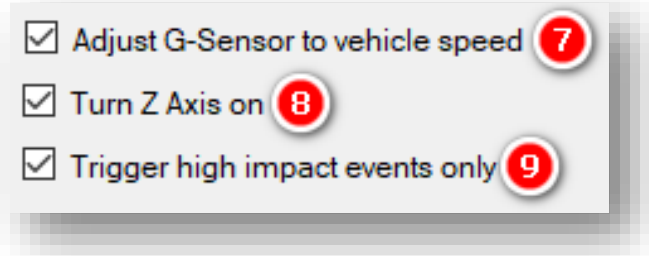 Adjust G-Sensor to vehicle speed 7
Turn Z Axis on 8
Trigger high impact events only 9